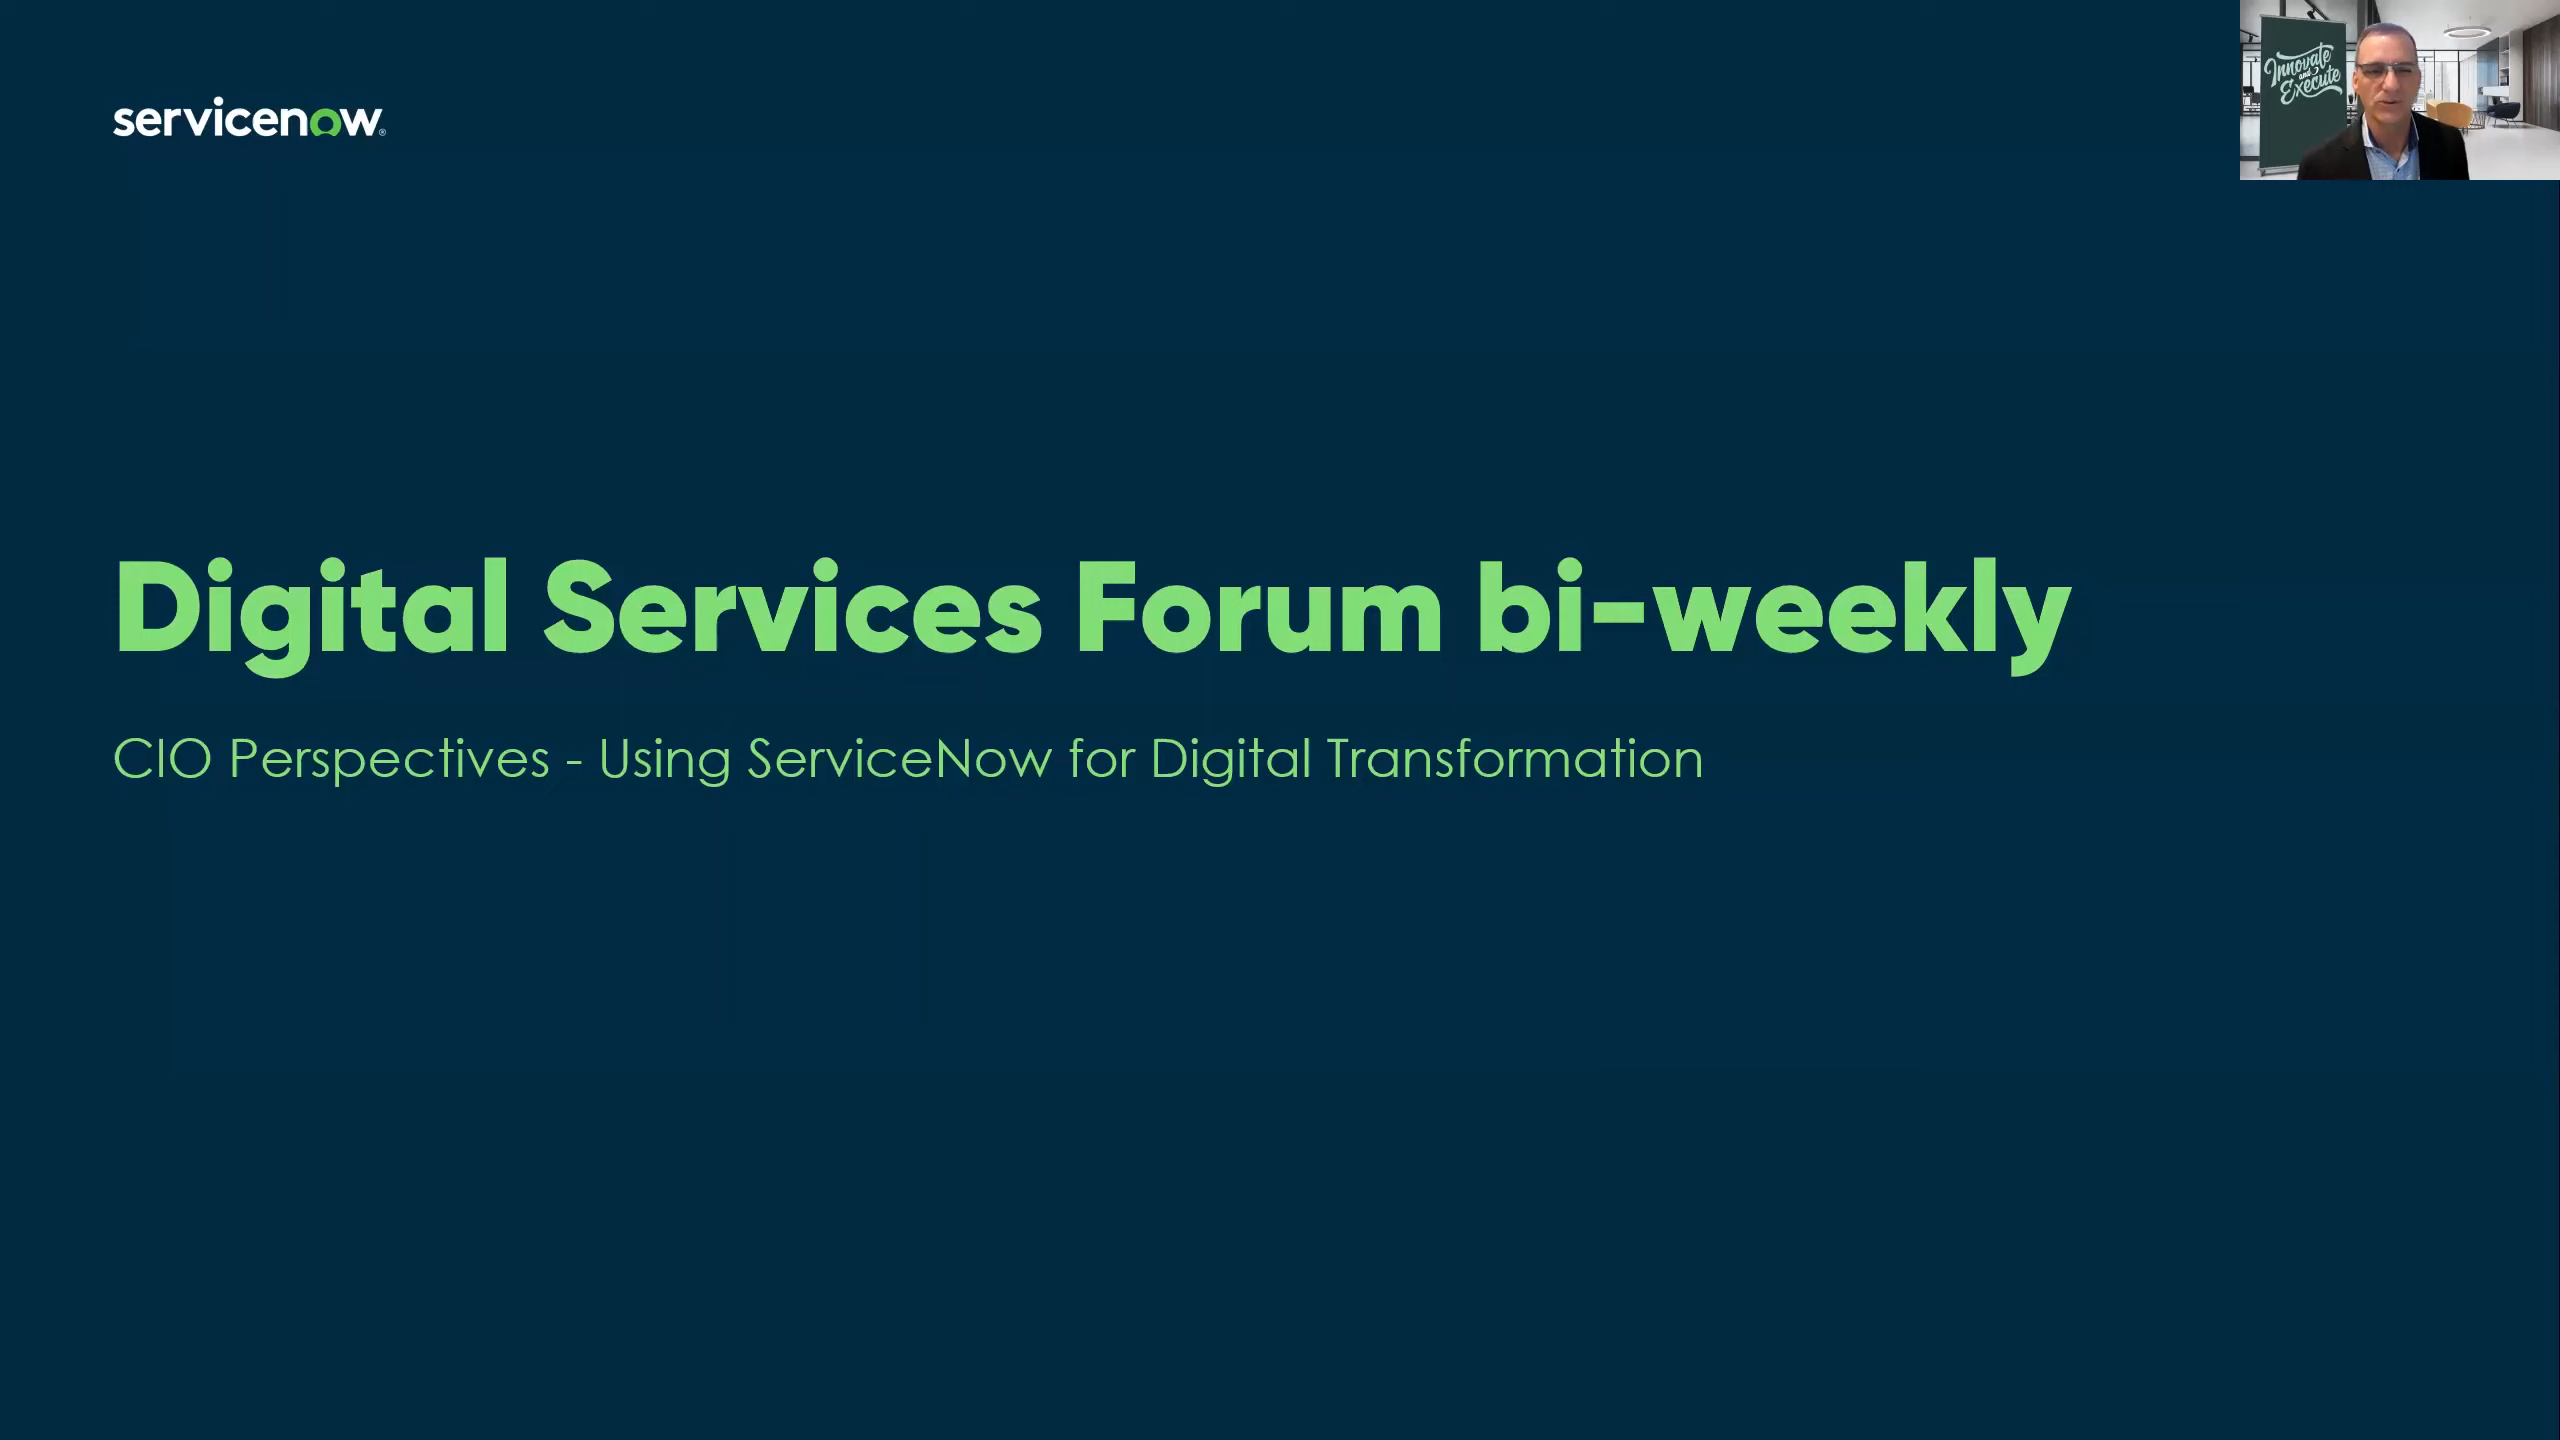 servicenow®
Innovate
and
Execute
Digital Services Forum bi-weekly
CIO Perspectives - Using ServiceNow for Digital Transformation